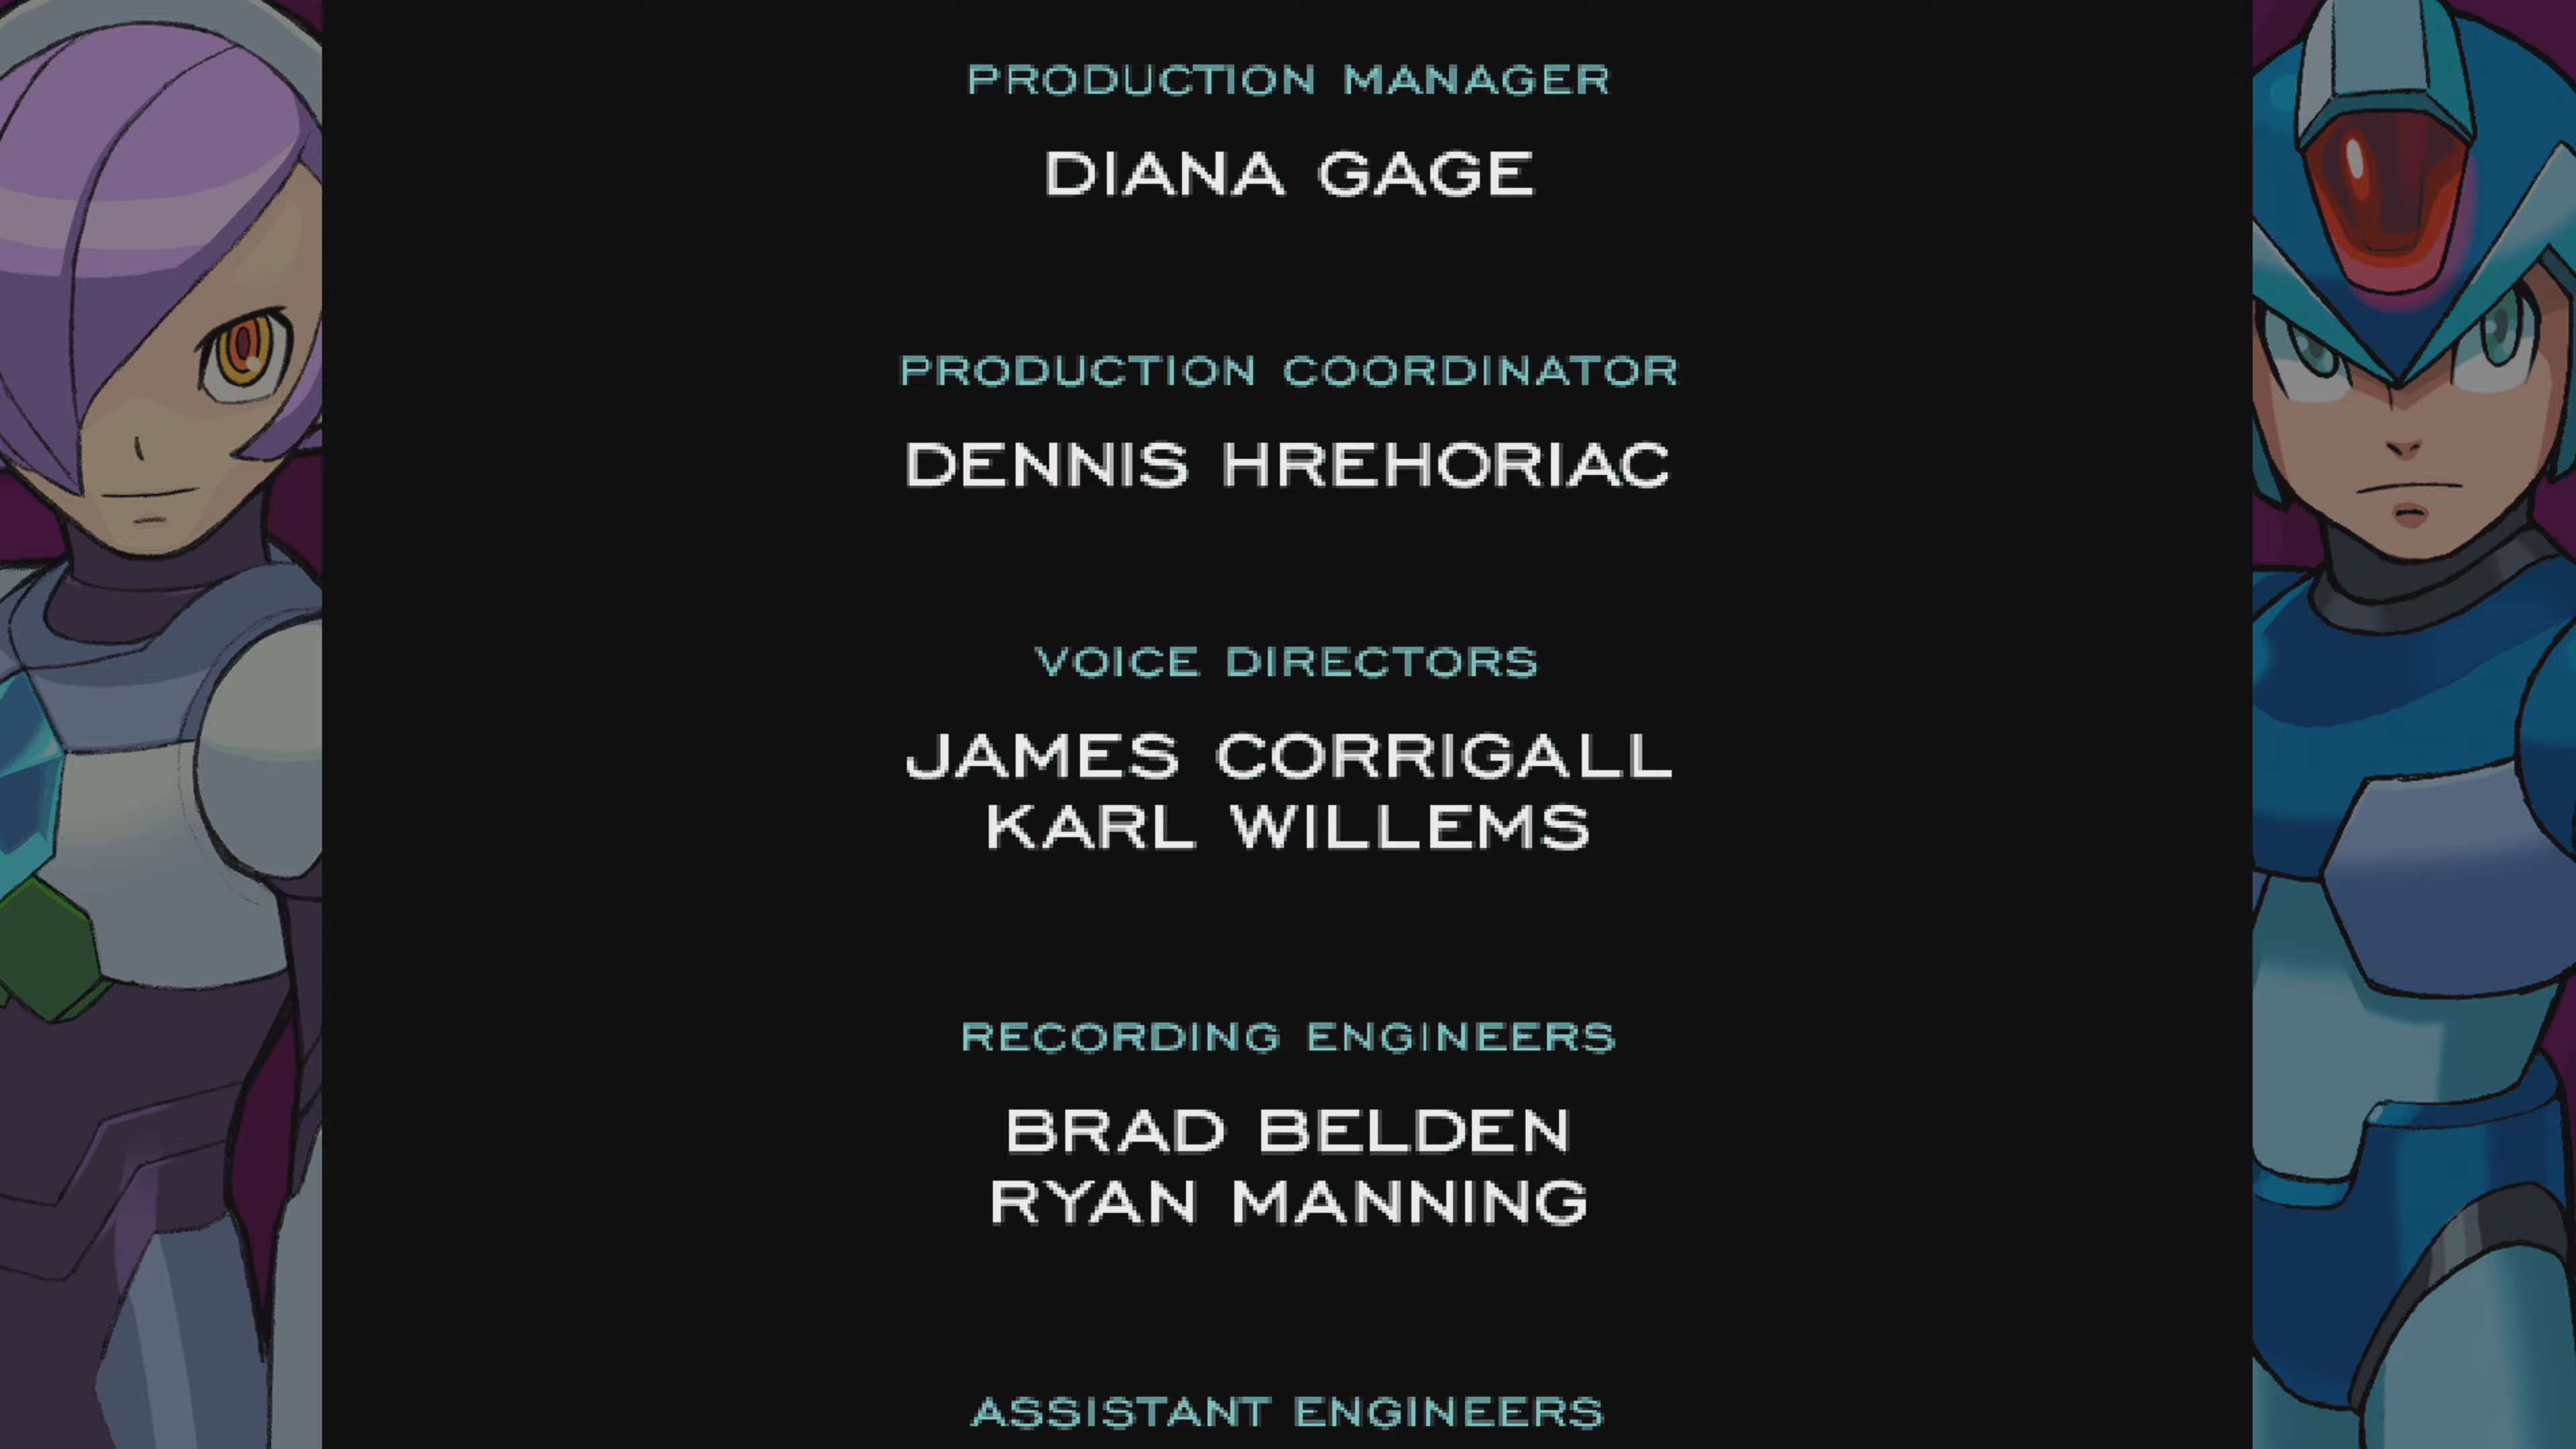 PRODUCTION MANAGER
DIANA GAGE
PRODUCTION COORDINATOR
DENNIS HREHORIAC
VOICE DIRECTORS
JAMES CORRIGALL
KARL WILLEMS
RECORDING ENGINEERS
BRAD BELDEN
RYAN MANNING
ASSISTANT ENGINEERS